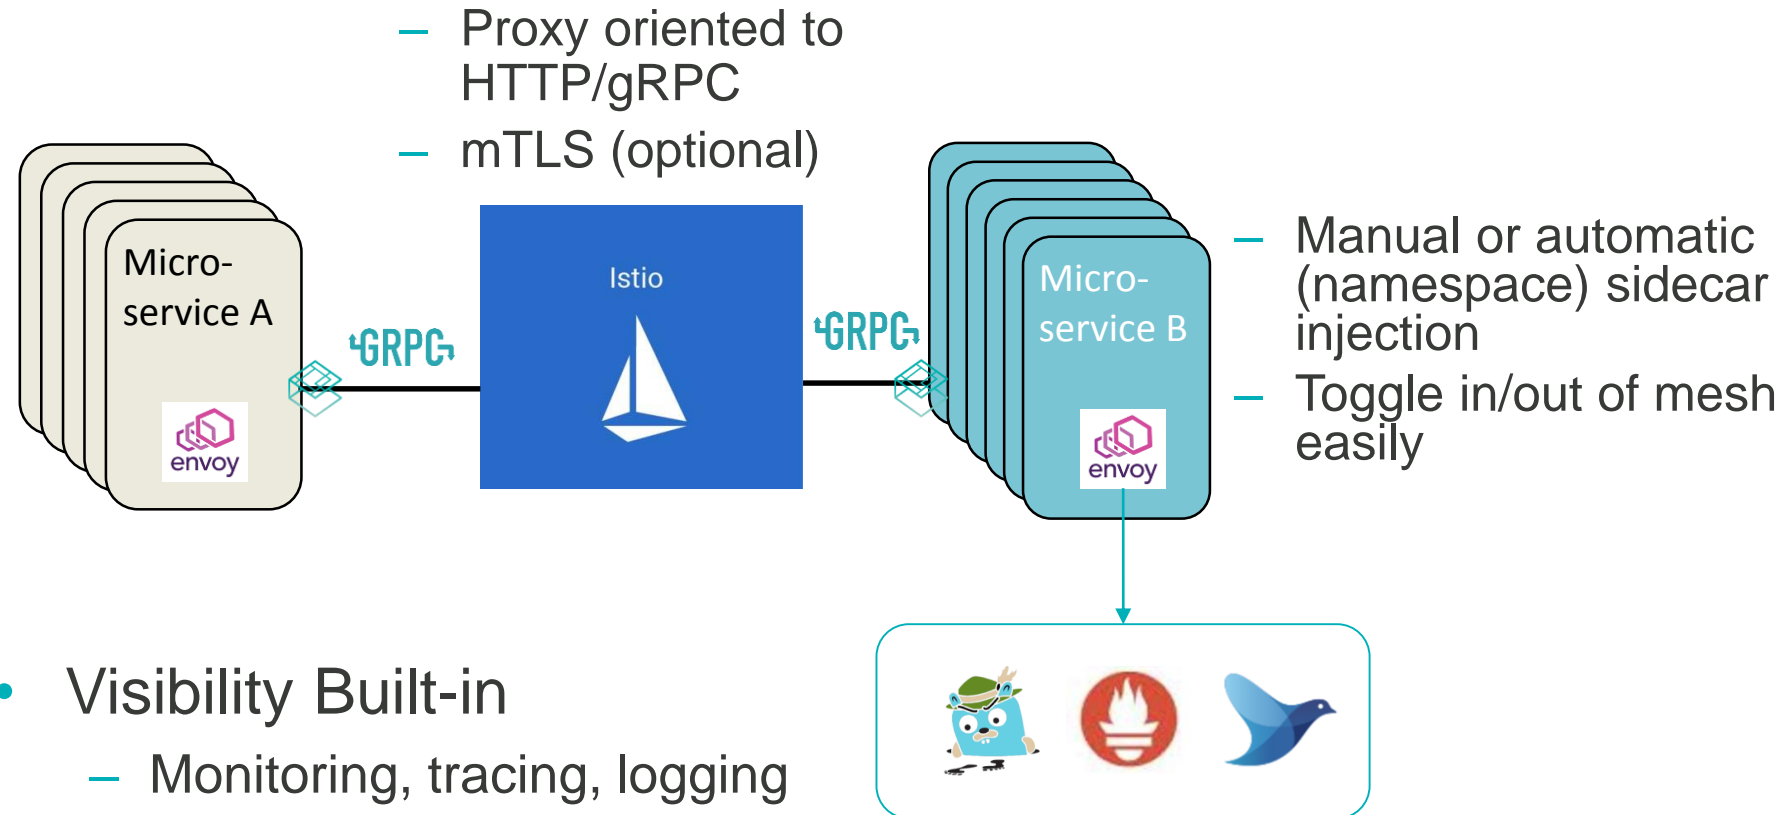 – Proxy oriented to
HTTP/gRPC
– mTLS (optional)
Micro-
service A
envoy
GRPC
Istio
GRPC
Micro-
service B
envoy
– Manual or automatic
(namespace) sidecar
injection
– Toggle in/out of mesh
easily
• Visibility Built-in
– Monitoring, tracing, logging